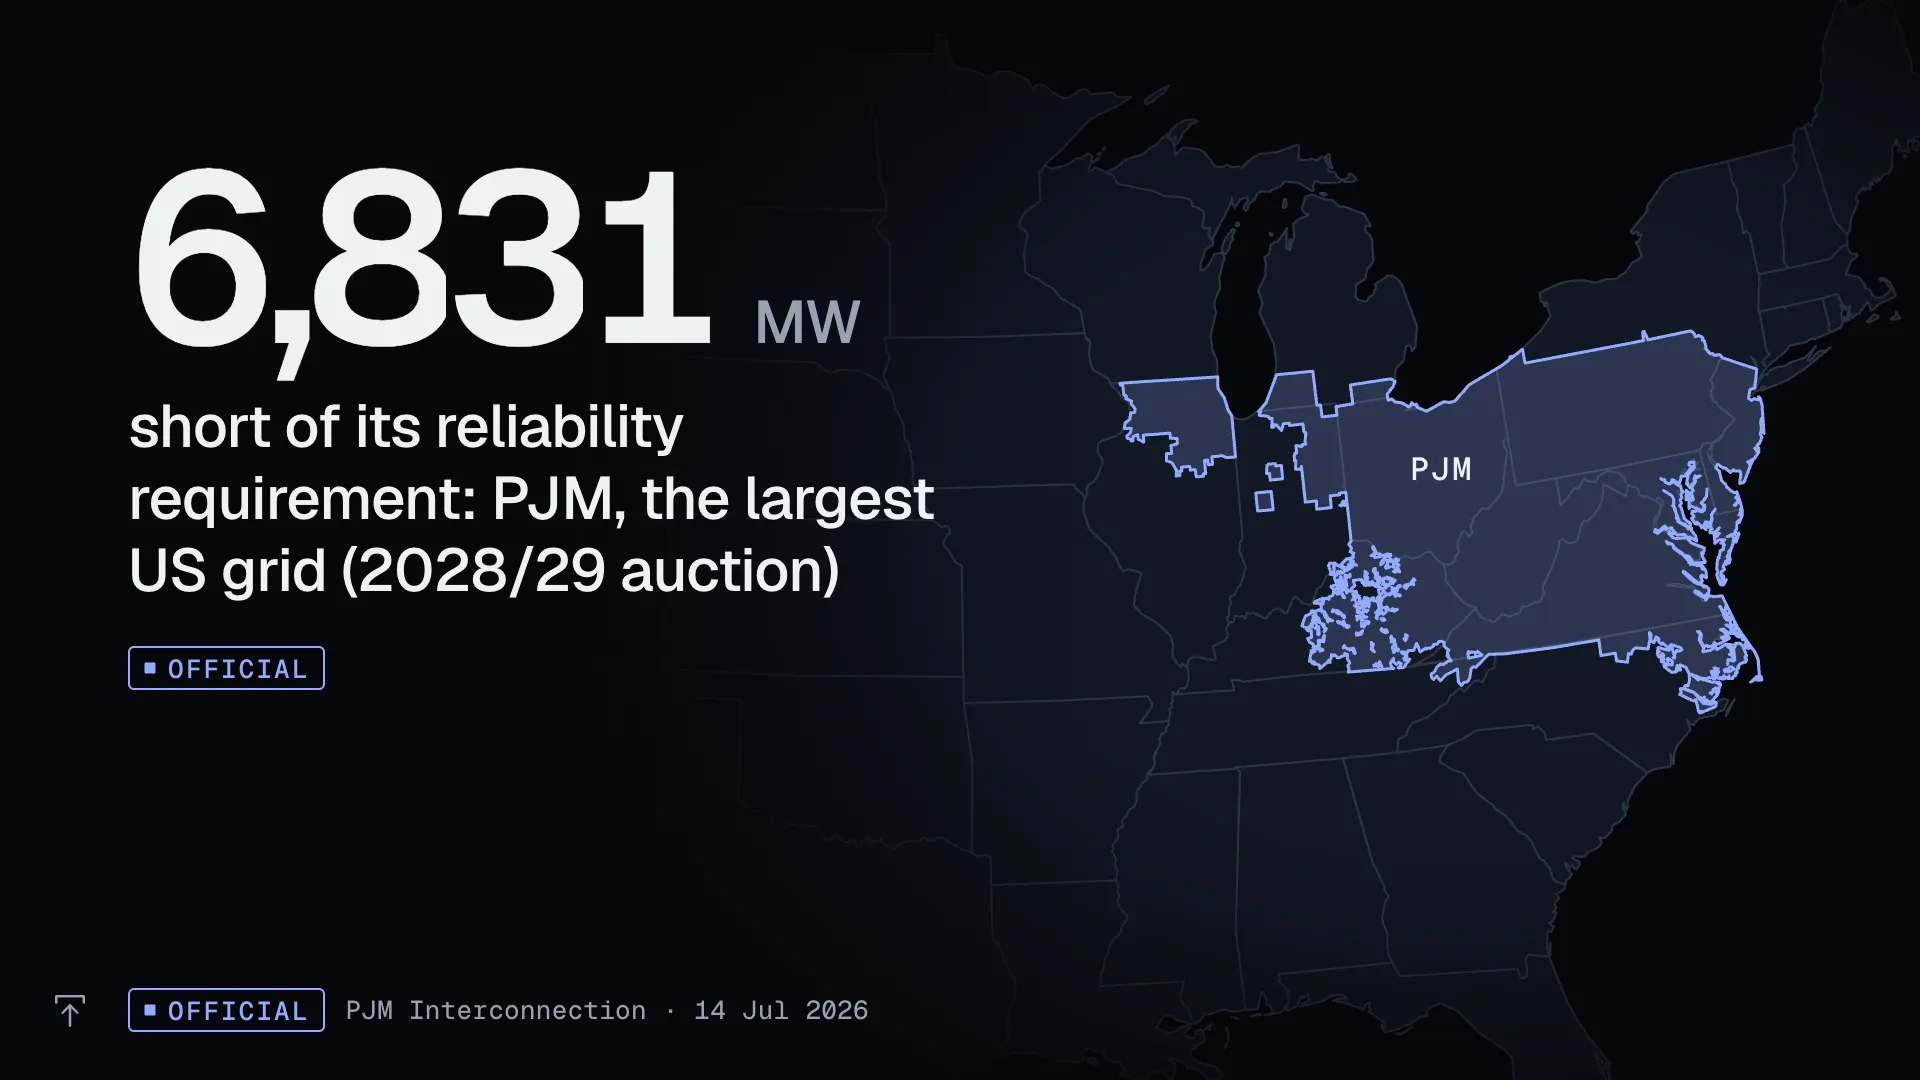 6,831 MW
short of its reliability
requirement: PJM, the largest
US grid (2028/29 auction)
OFFICIAL
PJM
OFFICIAL PJM Interconnection · 14 Jul 2026